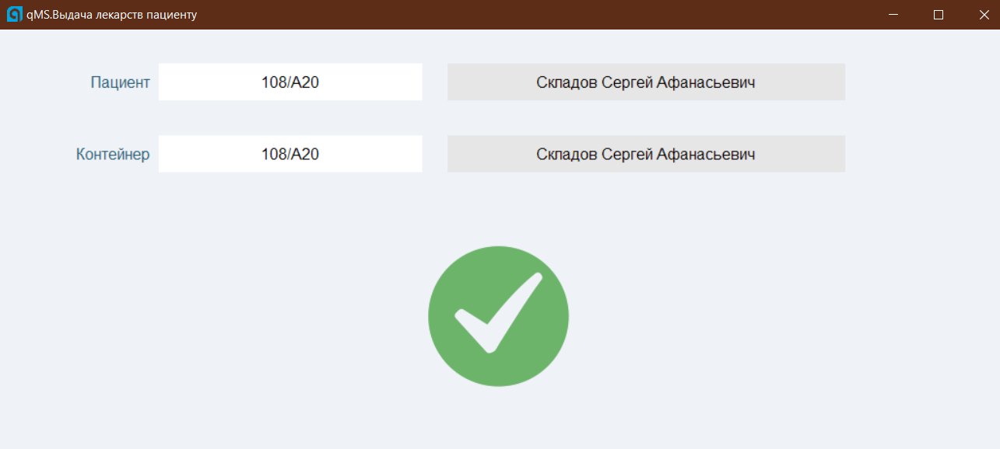 qMS.Выдача лекарств пациенту
Пациент 108/A20 Складов Сергей Афанасьевич
Контейнер 108/A20 Складов Сергей Афанасьевич